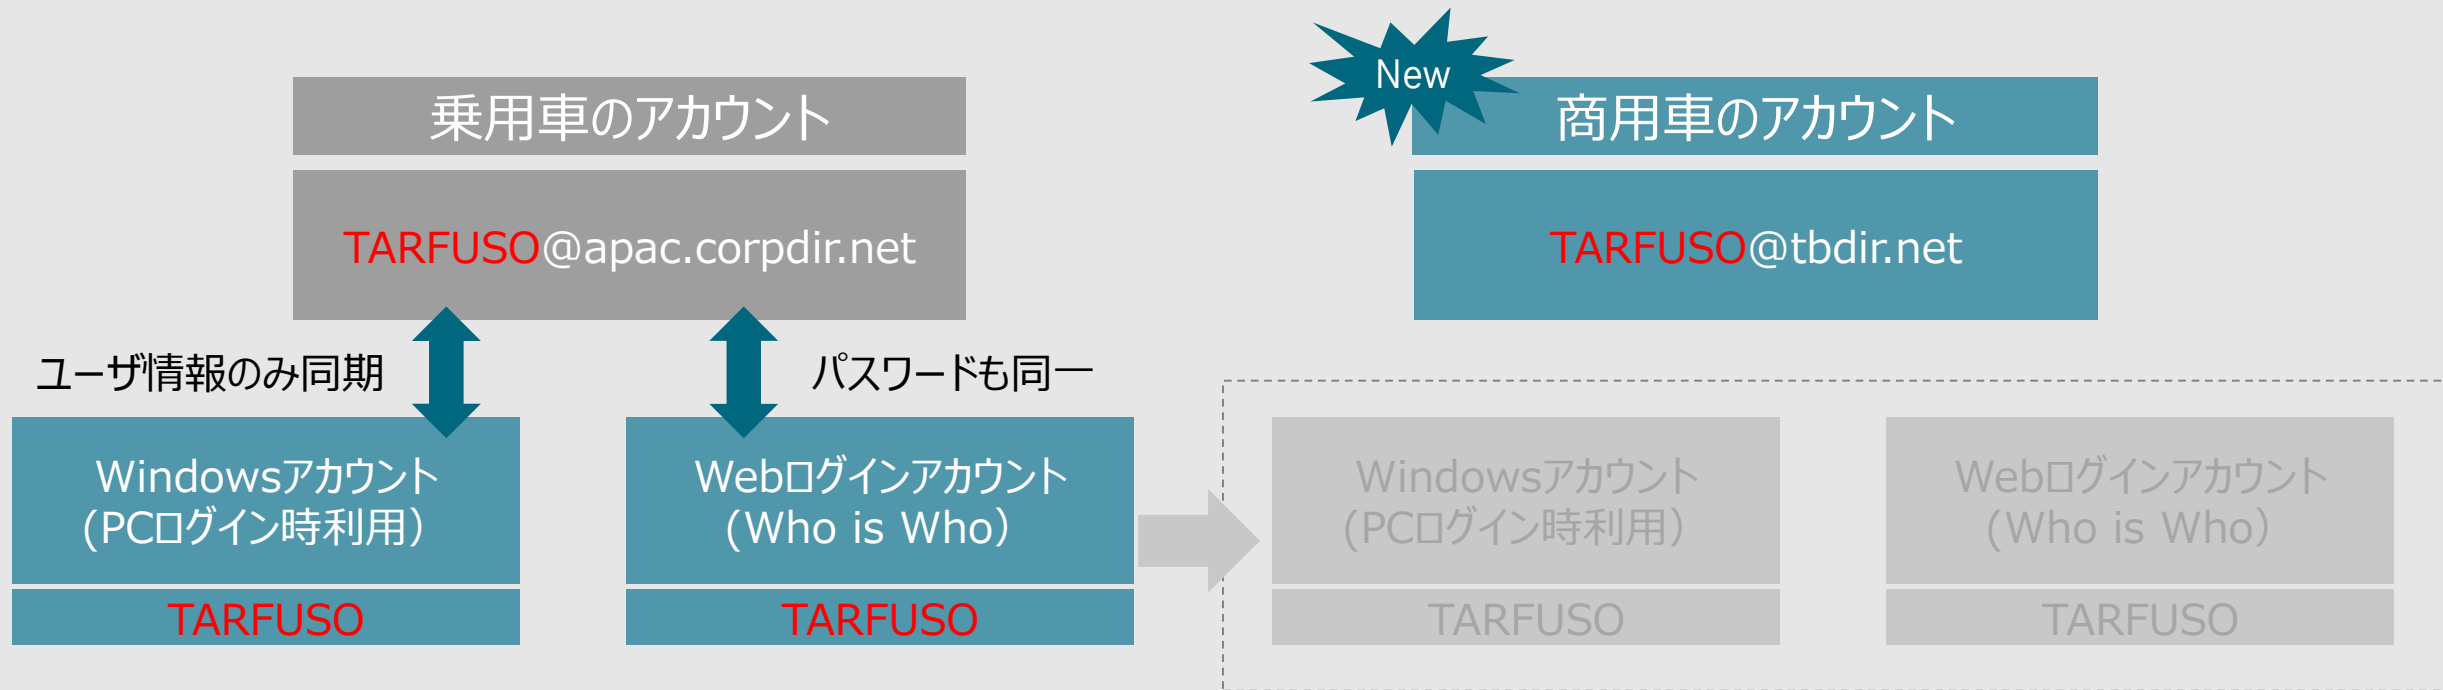 New
乗用車のアカウント
商用車のアカウント
TARFUSO@apac.corpdir.net
TARFUSO@tbdir.net
ユーザ情報のみ同期
パスワードも同一
Windowsアカウント
(PCログイン時利用）
TARFUSO
Webログインアカウント
(Who is Who）
TARFUSO
Windowsアカウント
(PCログイン時利用）
TARFUSO
Webログインアカウント
(Who is Who）
TARFUSO